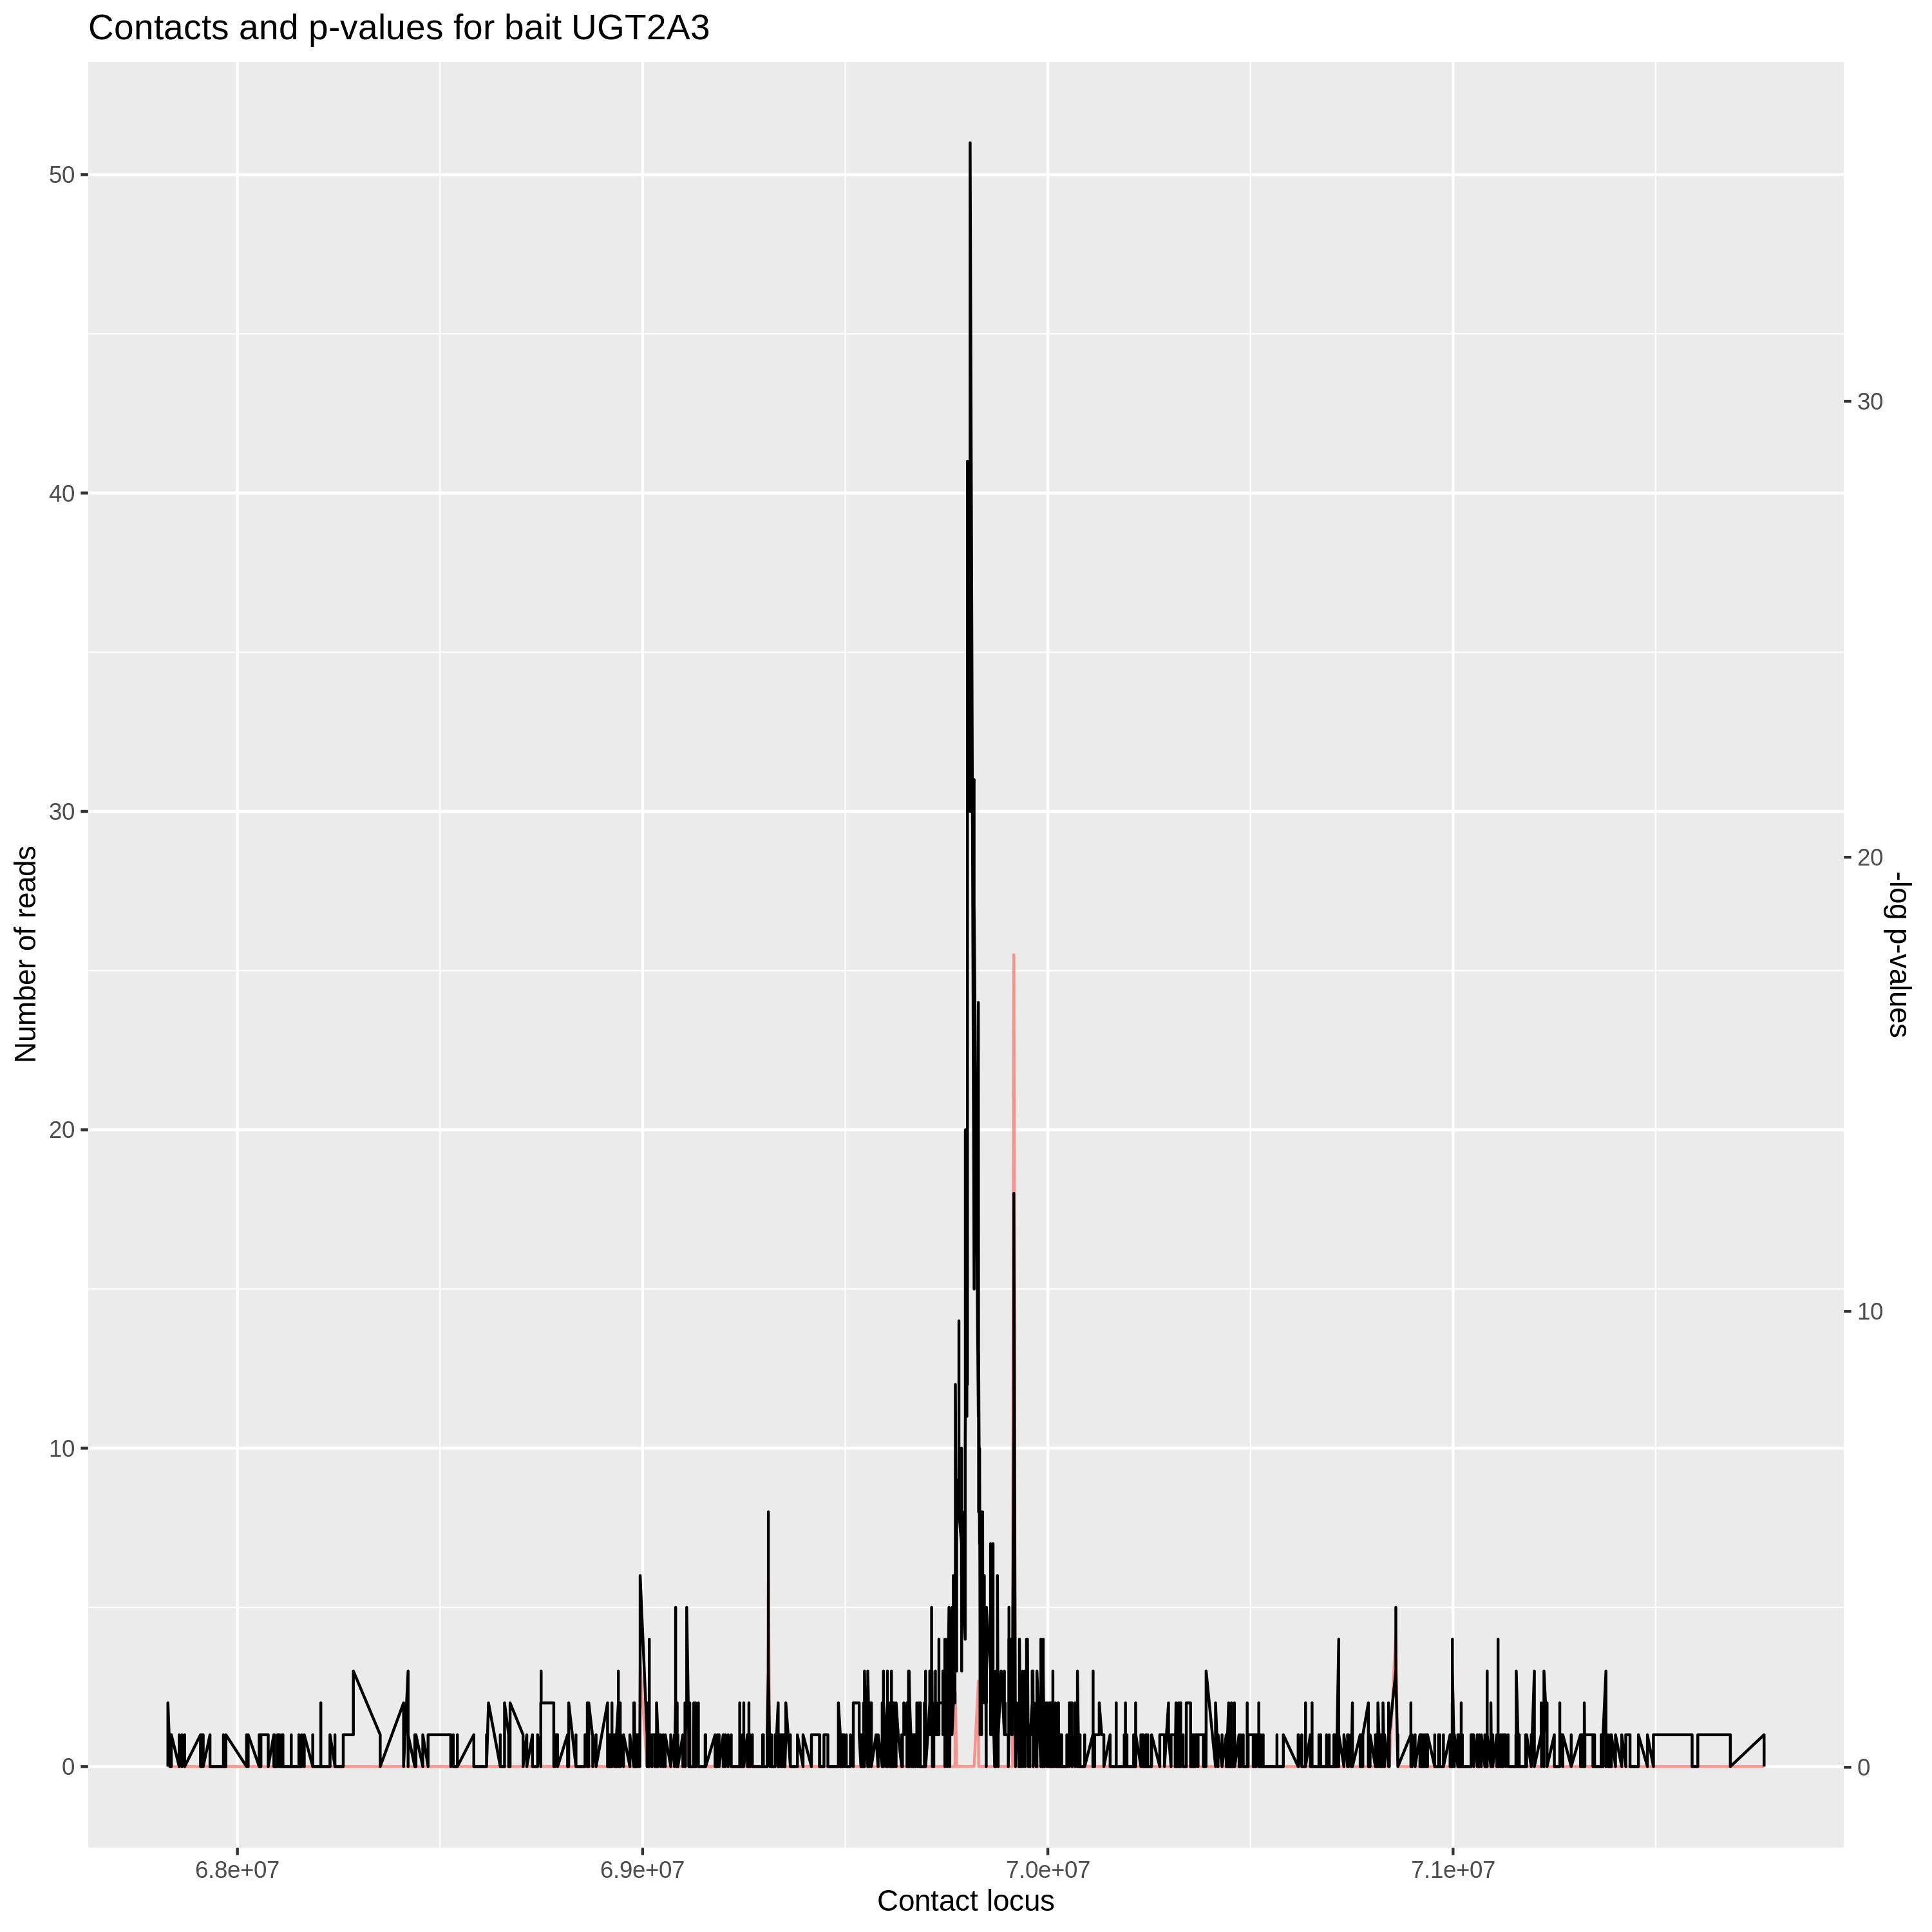 Contacts and p-values for bait UGT2A3
50
40
30
20
10
0
Number of reads
30
20
10
0
-log p-values
6.8e+07 6.9e+07 7.0e+07 7.1e+07
Contact locus